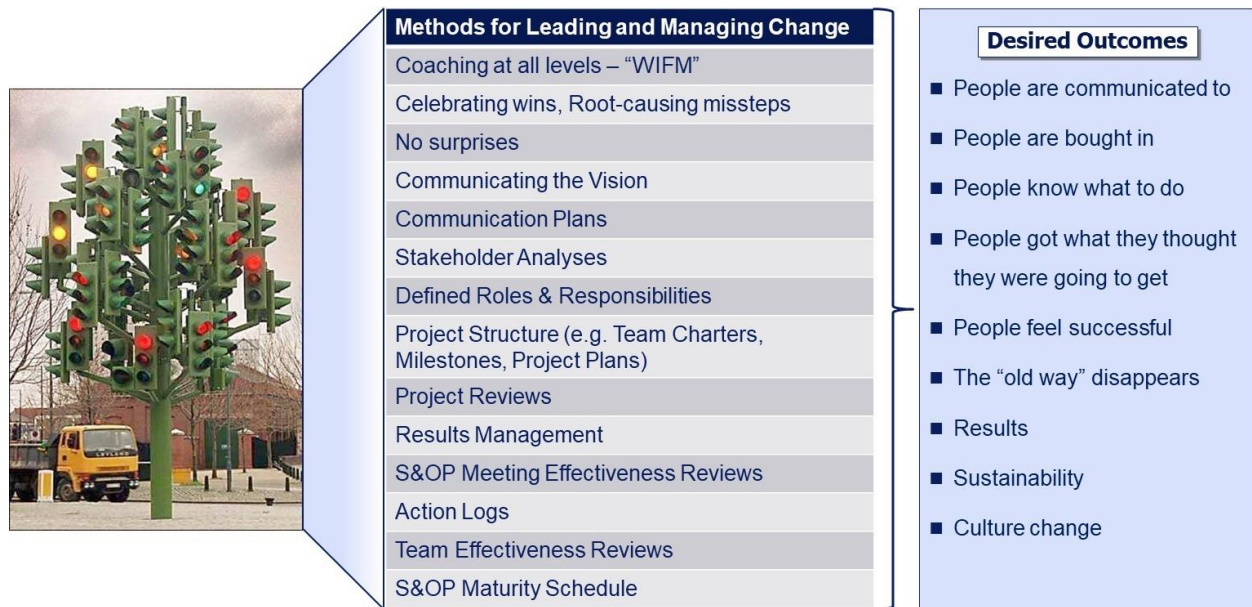 Methods for Leading and Managing Change
Coaching at all levels – “WIFM”
Celebrating wins, Root-causing missteps
No surprises
Communicating the Vision
Communication Plans
Stakeholder Analyses
Defined Roles & Responsibilities
Project Structure (e.g. Team Charters,
Milestones, Project Plans)
Project Reviews
Results Management
S&OP Meeting Effectiveness Reviews
Action Logs
Team Effectiveness Reviews
S&OP Maturity Schedule
Desired Outcomes
People are communicated to
People are bought in
People know what to do
People got what they thought
they were going to get
People feel successful
The “old way” disappears
Results
Sustainability
Culture change
LEYLAND